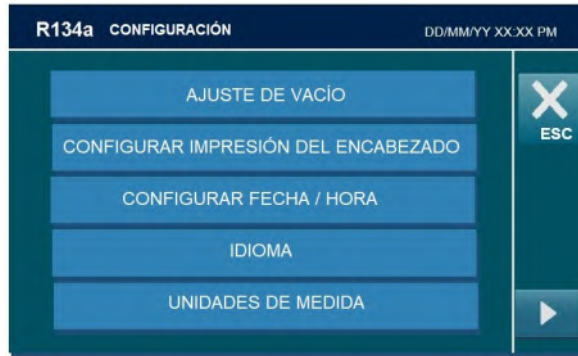 R134a CONFIGURACIÓN DD/MM/YY XX:XX PM
AJUSTE DE VACÍO
ESC
CONFIGURAR IMPRESIÓN DEL ENCABEZADO
CONFIGURAR FECHA / HORA
IDIOMA
UNIDADES DE MEDIDA